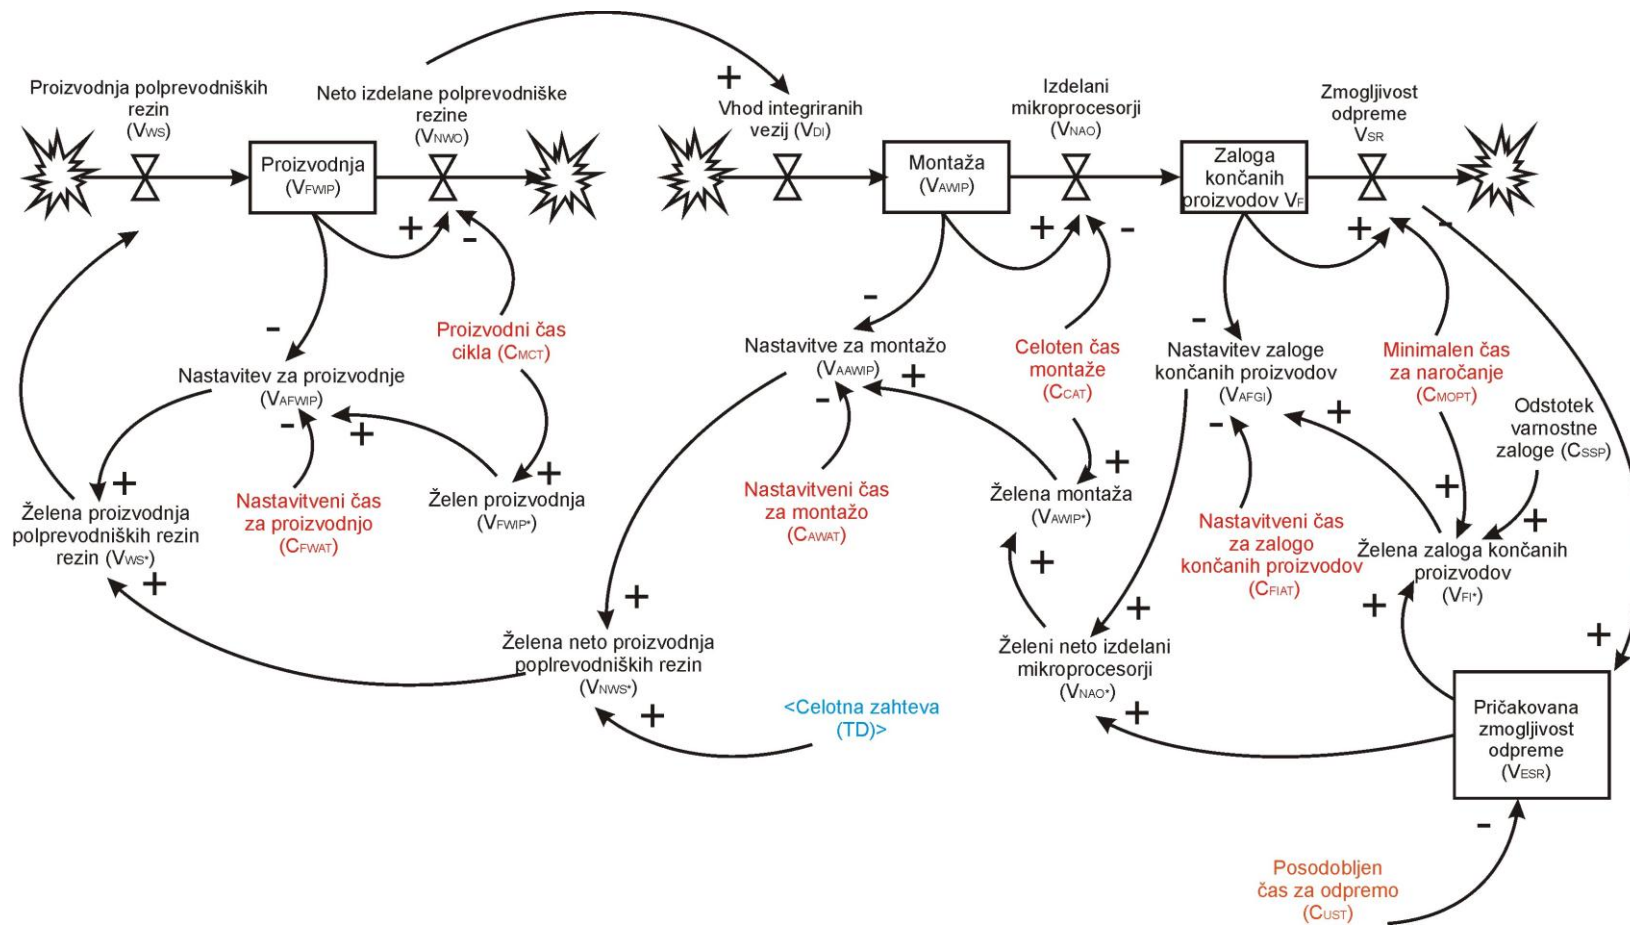 Proizvodnja polprevodniških
rezin
(VWS)
Neto izdelane polprevodniške
rezine
(VNWO)
+
Vhod integriranih
vezij (VDI)
Izdelani
mikroprocesorji
(VNAO)
Zmogljivost
odpreme
VSR
Proizvodnja
(VFWIP)
Montaža
(VAWIP)
Zaloga
končanih
proizvodov VF
+
-
+
-
+
-
-
-
-
Proizvodni čas
cikla (CMCT)
Nastavitev za proizvodnje
(VAFWIP)
Nastavitve za montažo
(VAAWIP)
Celoten čas
montaže
(CCAT)
Nastavitev zaloge
končanih proizvodov
(VAFGI)
Minimalen čas
za naročanje
(CMOPT)
Odstotek
varnostne
zaloge (CSSP)
-
+
-
+
-
+
+
+
+
+
+
Želena proizvodnja
polprevodniških rezin
rezin (VWS*)
Nastavitveni čas
za proizvodnjo
(CFWAT)
Želen proizvodnja
(VFWIP*)
Nastavitveni čas
za montažo
(CAWAT)
Želena montaža
(VAWIP*)
Nastavitveni čas
za zalogo
končanih proizvodov
(CFIAT)
Želena zaloga končanih
proizvodov
(VFI*)
+
+
+
+
+
+
Želena neto proizvodnja
poplrevodniških rezin
(VNWS*)
Želeni neto izdelani
mikroprocesorji
(VNAO*)
<Celotna zahteva
(TD)>
+
+
Pričakovana
zmogljivost
odpreme
(VESR)
-
Posodobljen
čas za odpremo
(CUST)